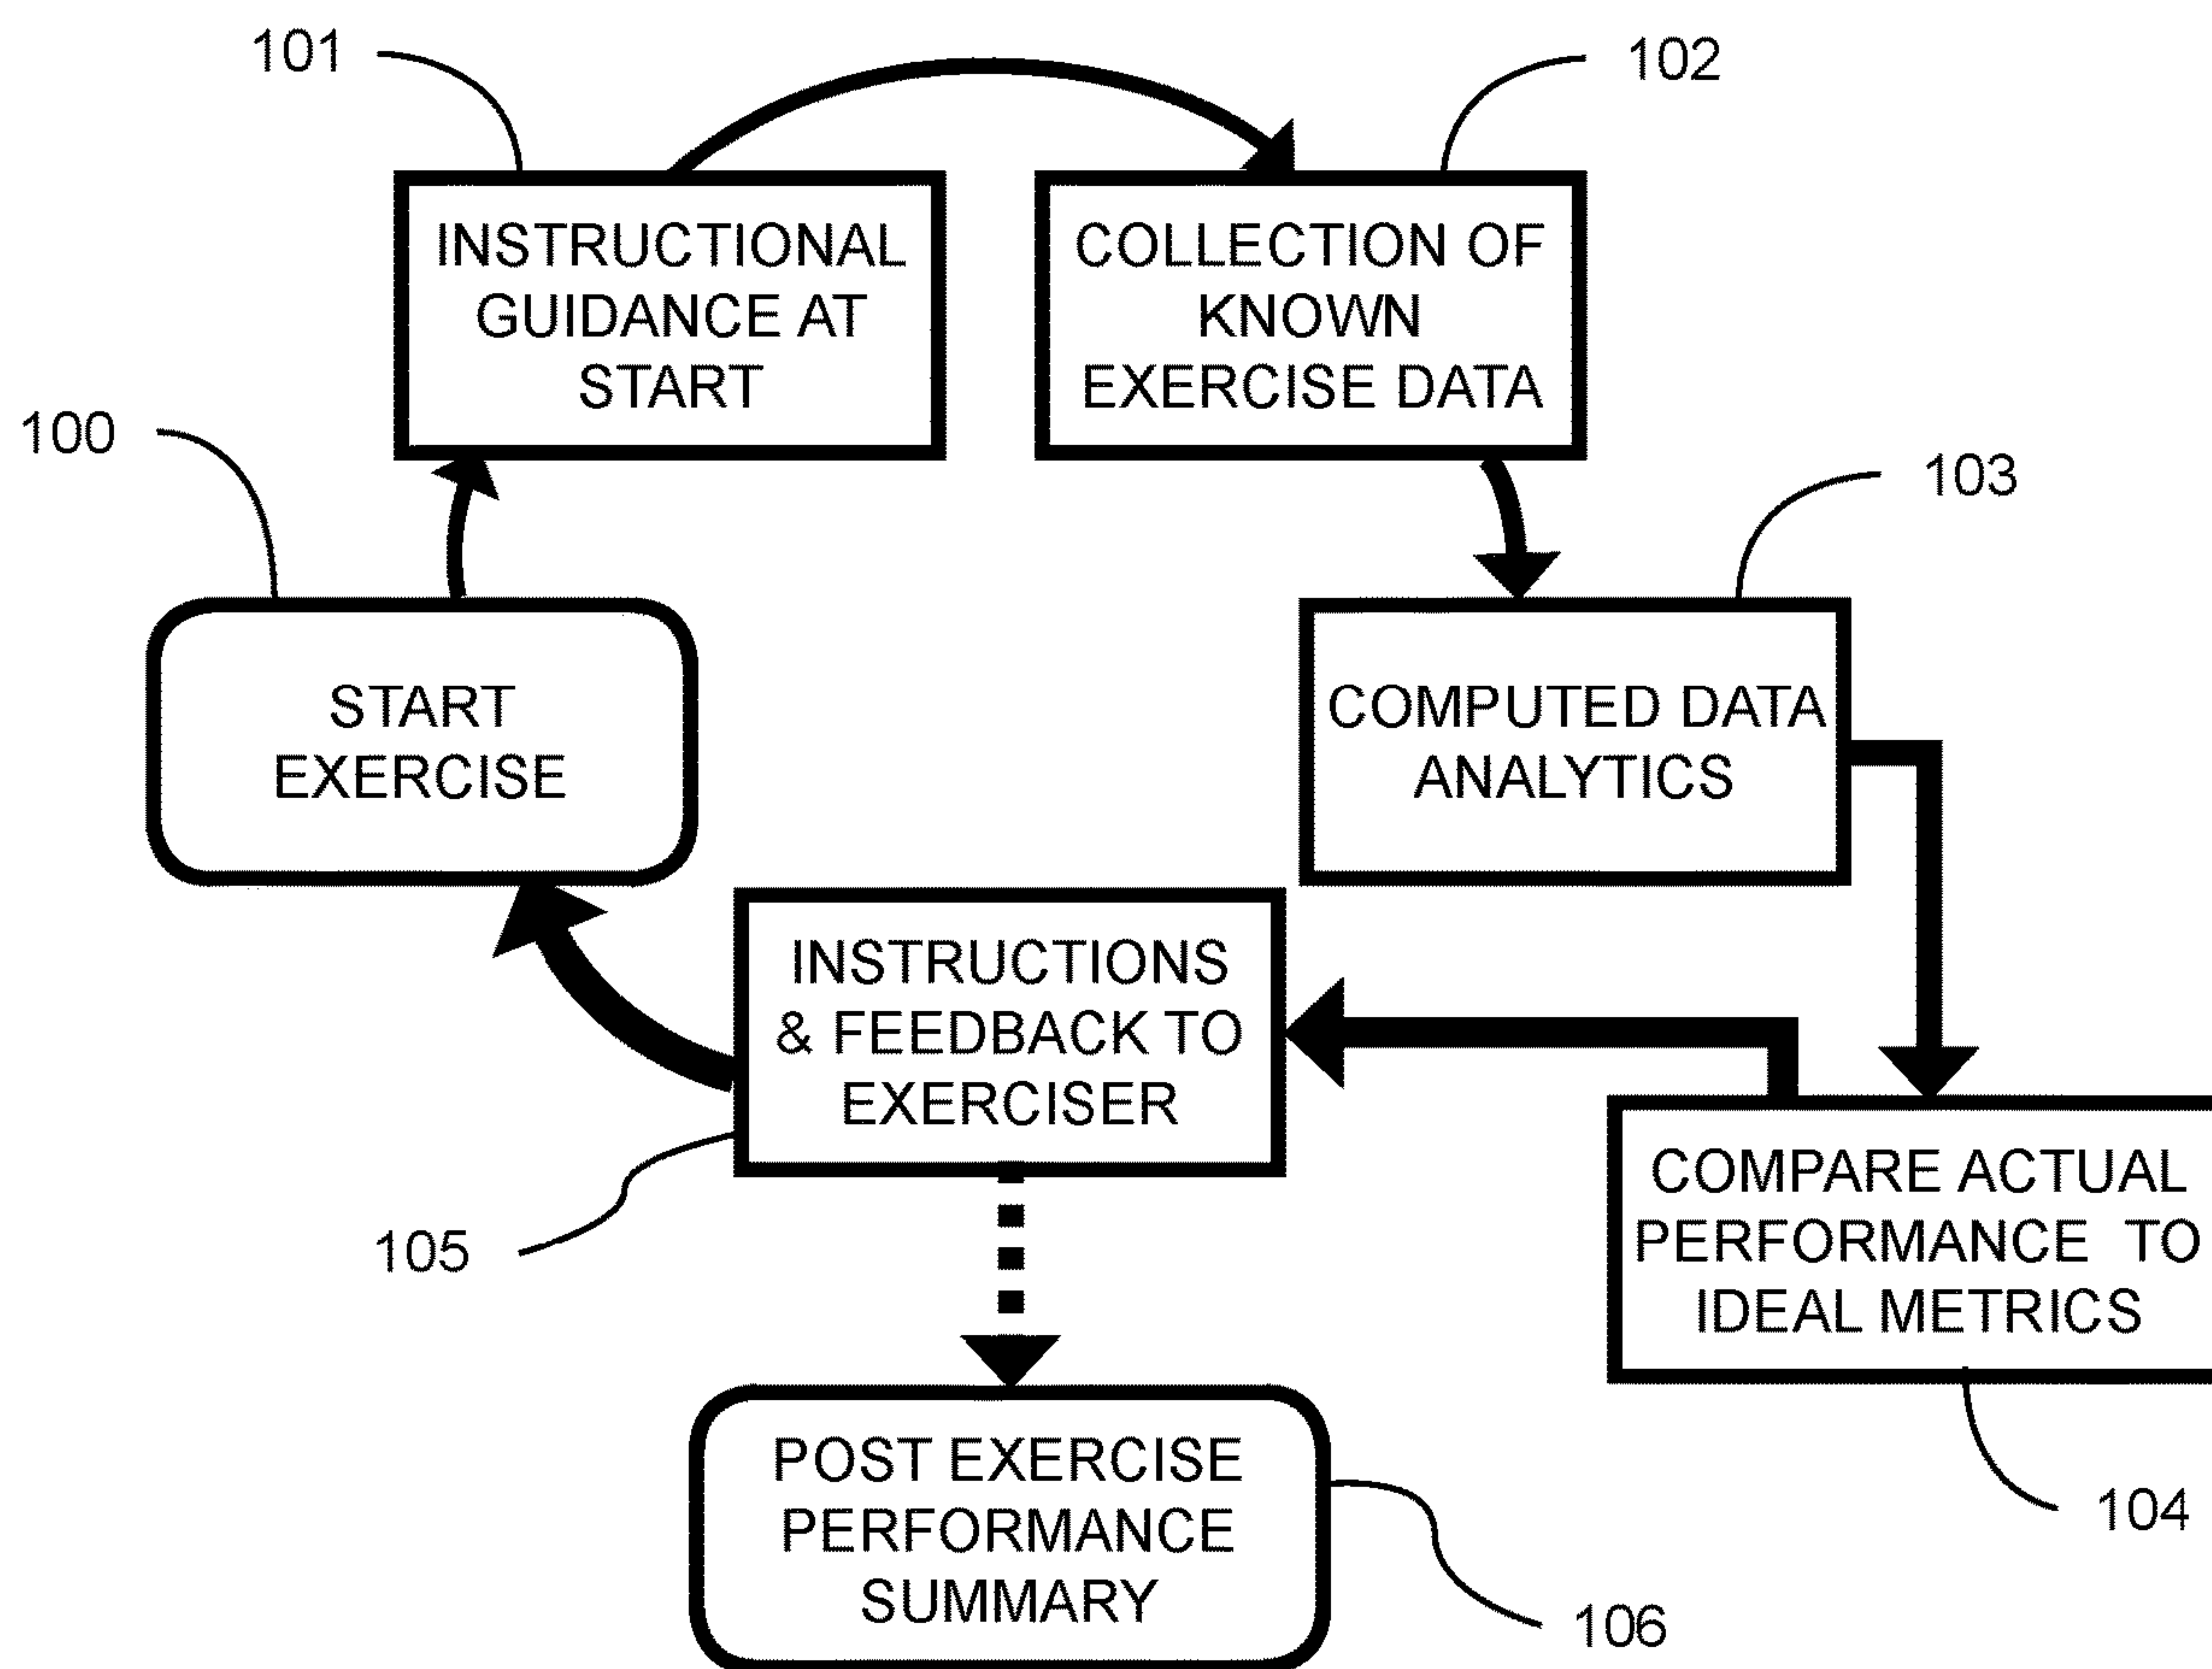 101
102
INSTRUCTIONAL
GUIDANCE AT
START
COLLECTION OF
KNOWN
EXERCISE DATA
100
103
START
EXERCISE
COMPUTED DATA
ANALYTICS
INSTRUCTIONS
& FEEDBACK TO
EXERCISER
105
COMPARE ACTUAL
PERFORMANCE TO
IDEAL METRICS
104
POST EXERCISE
PERFORMANCE
SUMMARY
106